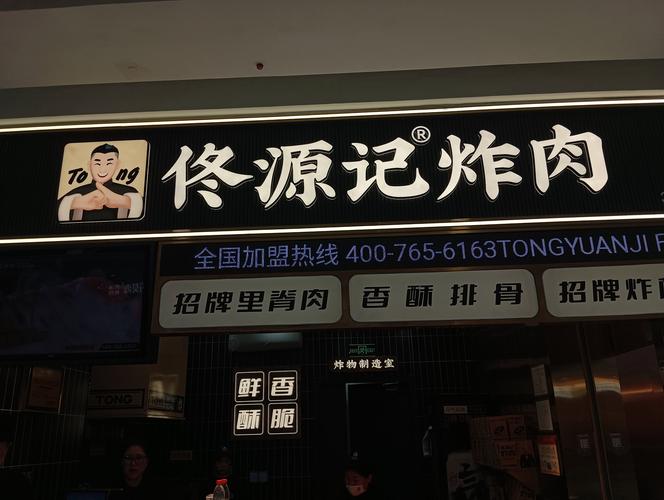 Tong
佟源记®炸肉
全国加盟热线 400-765-6163TONGYUANJI F
招牌里脊肉
香酥排骨
招牌炸
炸物制造室
鲜香
酥脆
TONG